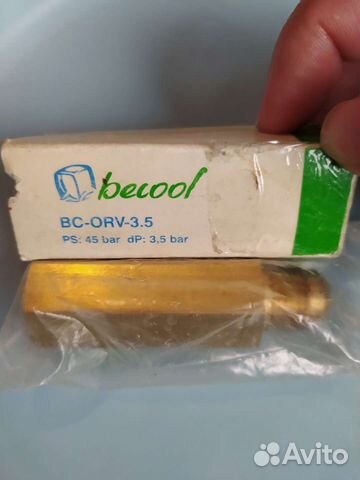 becool
BC-ORV-3.5
PS: 45 bar dP: 3,5 bar
Avito